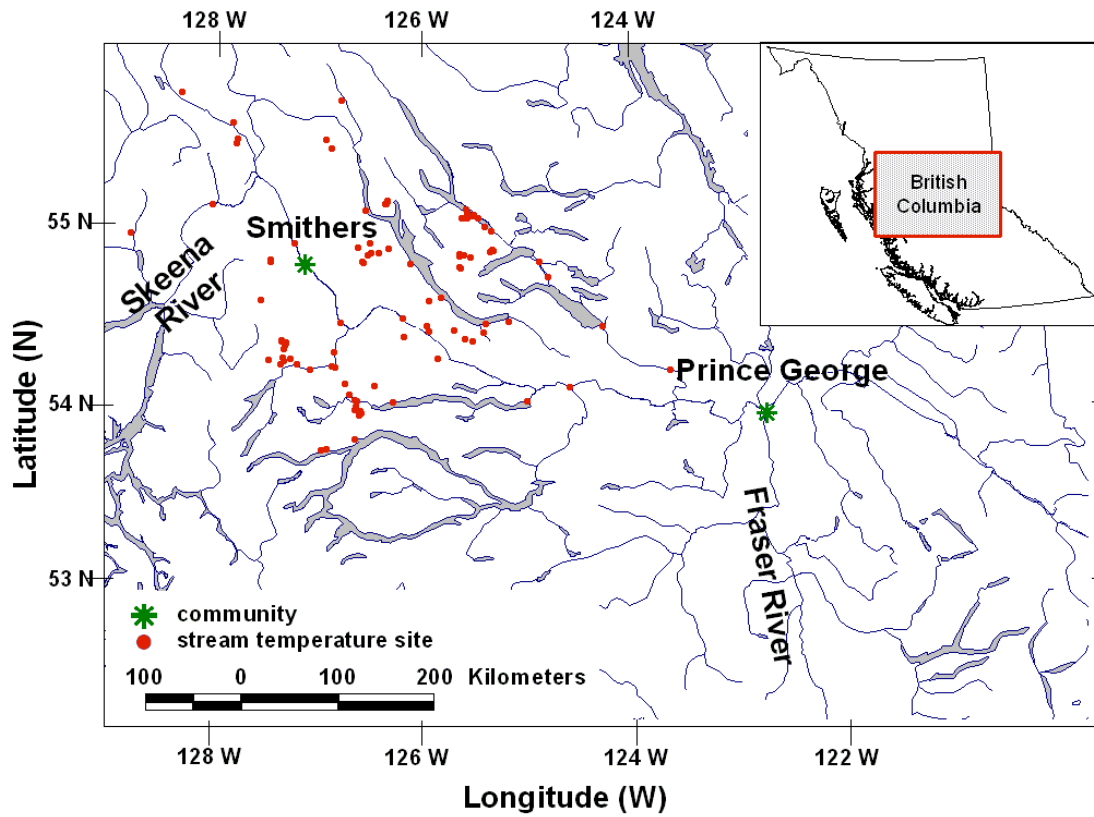 128 W
126 W
124 W
British
Columbia
55 N
Smithers
Skeena
River
Prince George
54 N
Latitude (N)
Fraser River
53 N
community
stream temperature site
100 0 100 200 Kilometers
128 W
126 W
124 W
122 W
Longitude (W)